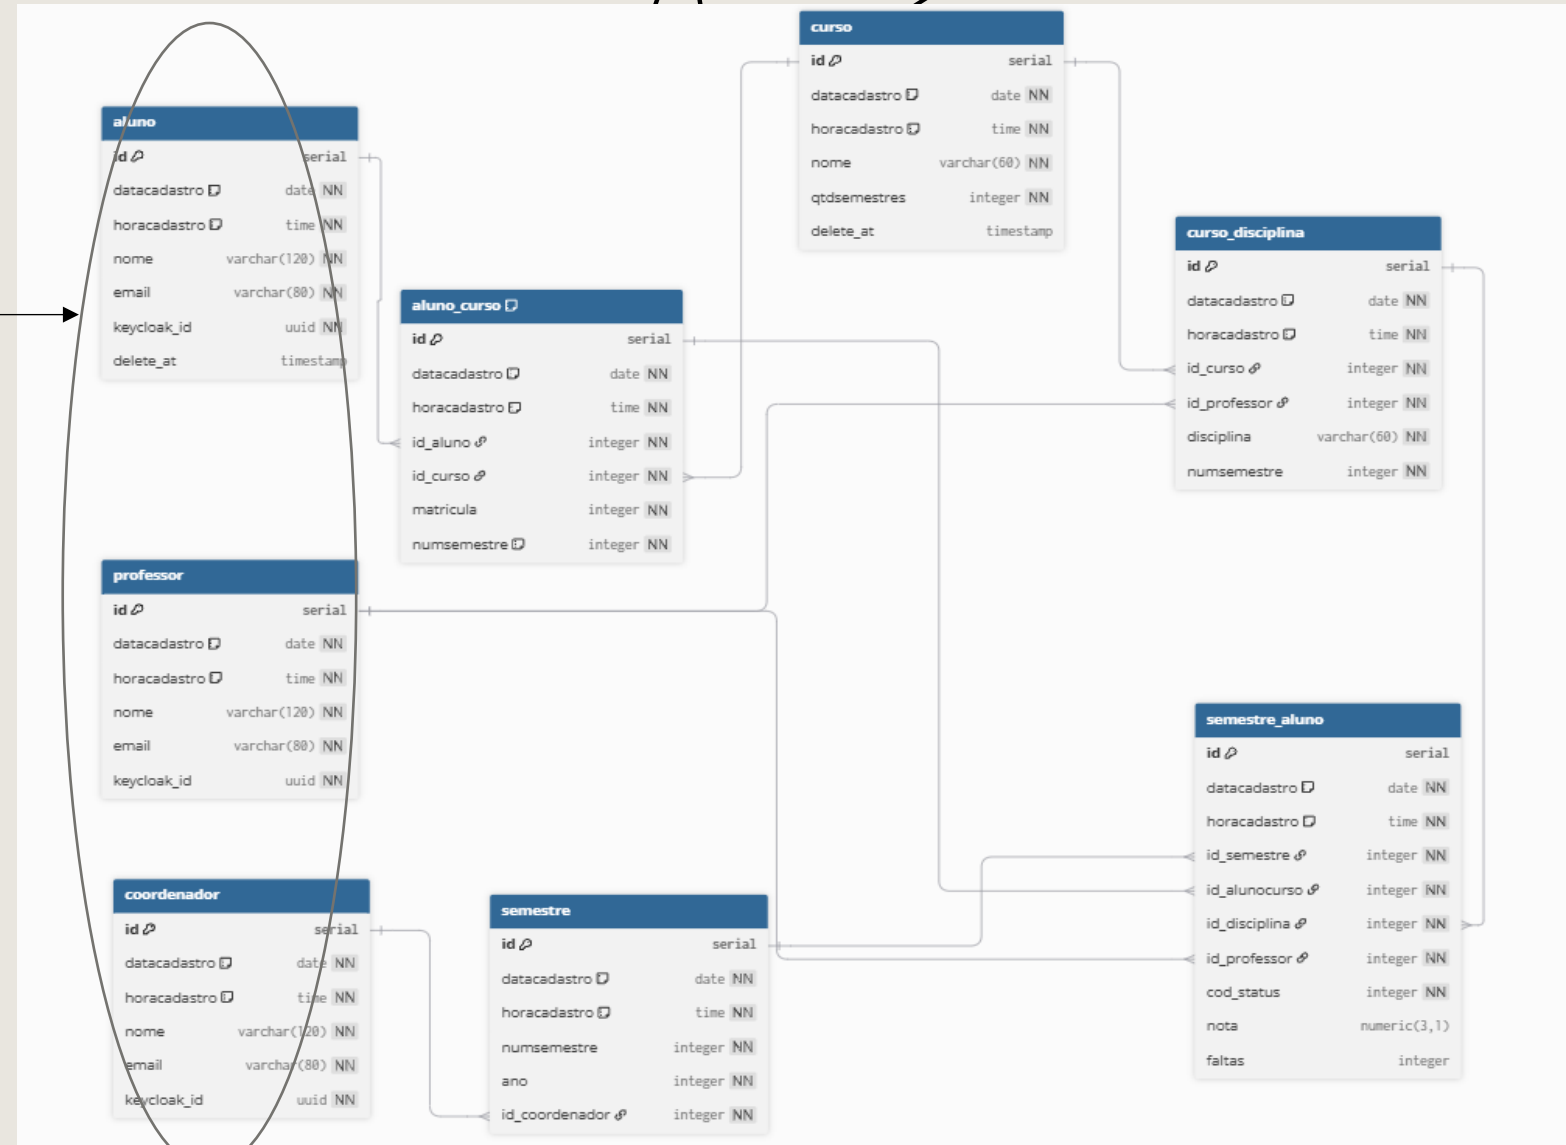 curso
id serial
datacadastro date NN
horacadastro time NN
nome varchar(60) NN
qtdsemestres integer NN
delete_at timestamp
aluno
id serial
datacadastro date NN
horacadastro time NN
nome varchar(120) NN
email varchar(80) NN
keycloak_id uuid NN
delete_at timestamp
curso_disciplina
id serial
datacadastro date NN
horacadastro time NN
id_curso integer NN
id_professor integer NN
disciplina varchar(60) NN
numsemestre integer NN
aluno_curso
id serial
datacadastro date NN
horacadastro time NN
id_aluno integer NN
id_curso integer NN
matricula integer NN
numsemestre integer NN
professor
id serial
datacadastro date NN
horacadastro time NN
nome varchar(120) NN
email varchar(80) NN
keycloak_id uuid NN
semestre_aluno
id serial
datacadastro date NN
horacadastro time NN
id_semestre integer NN
id_alunocurso integer NN
id_disciplina integer NN
id_professor integer NN
cod_status integer NN
nota numeric(3,1)
faltas integer
coordenador
id serial
datacadastro date NN
horacadastro time NN
nome varchar(120) NN
email varchar(80) NN
keycloak_id uuid NN
semestre
id serial
datacadastro date NN
horacadastro time NN
numsemestre integer NN
ano integer NN
id_coordenador integer NN